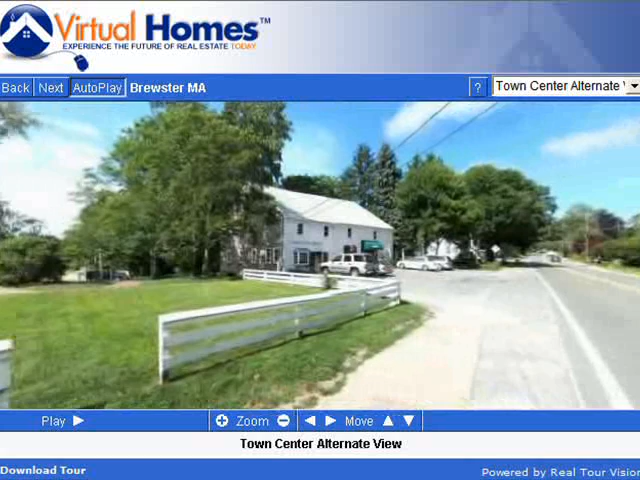 Virtual Homes™
EXPERIENCE THE FUTURE OF REAL ESTATE TODAY
Back Next AutoPlay Brewster MA ? Town Center Alternate
Play Zoom Move
Town Center Alternate View
Download Tour Powered by Real Tour Vision